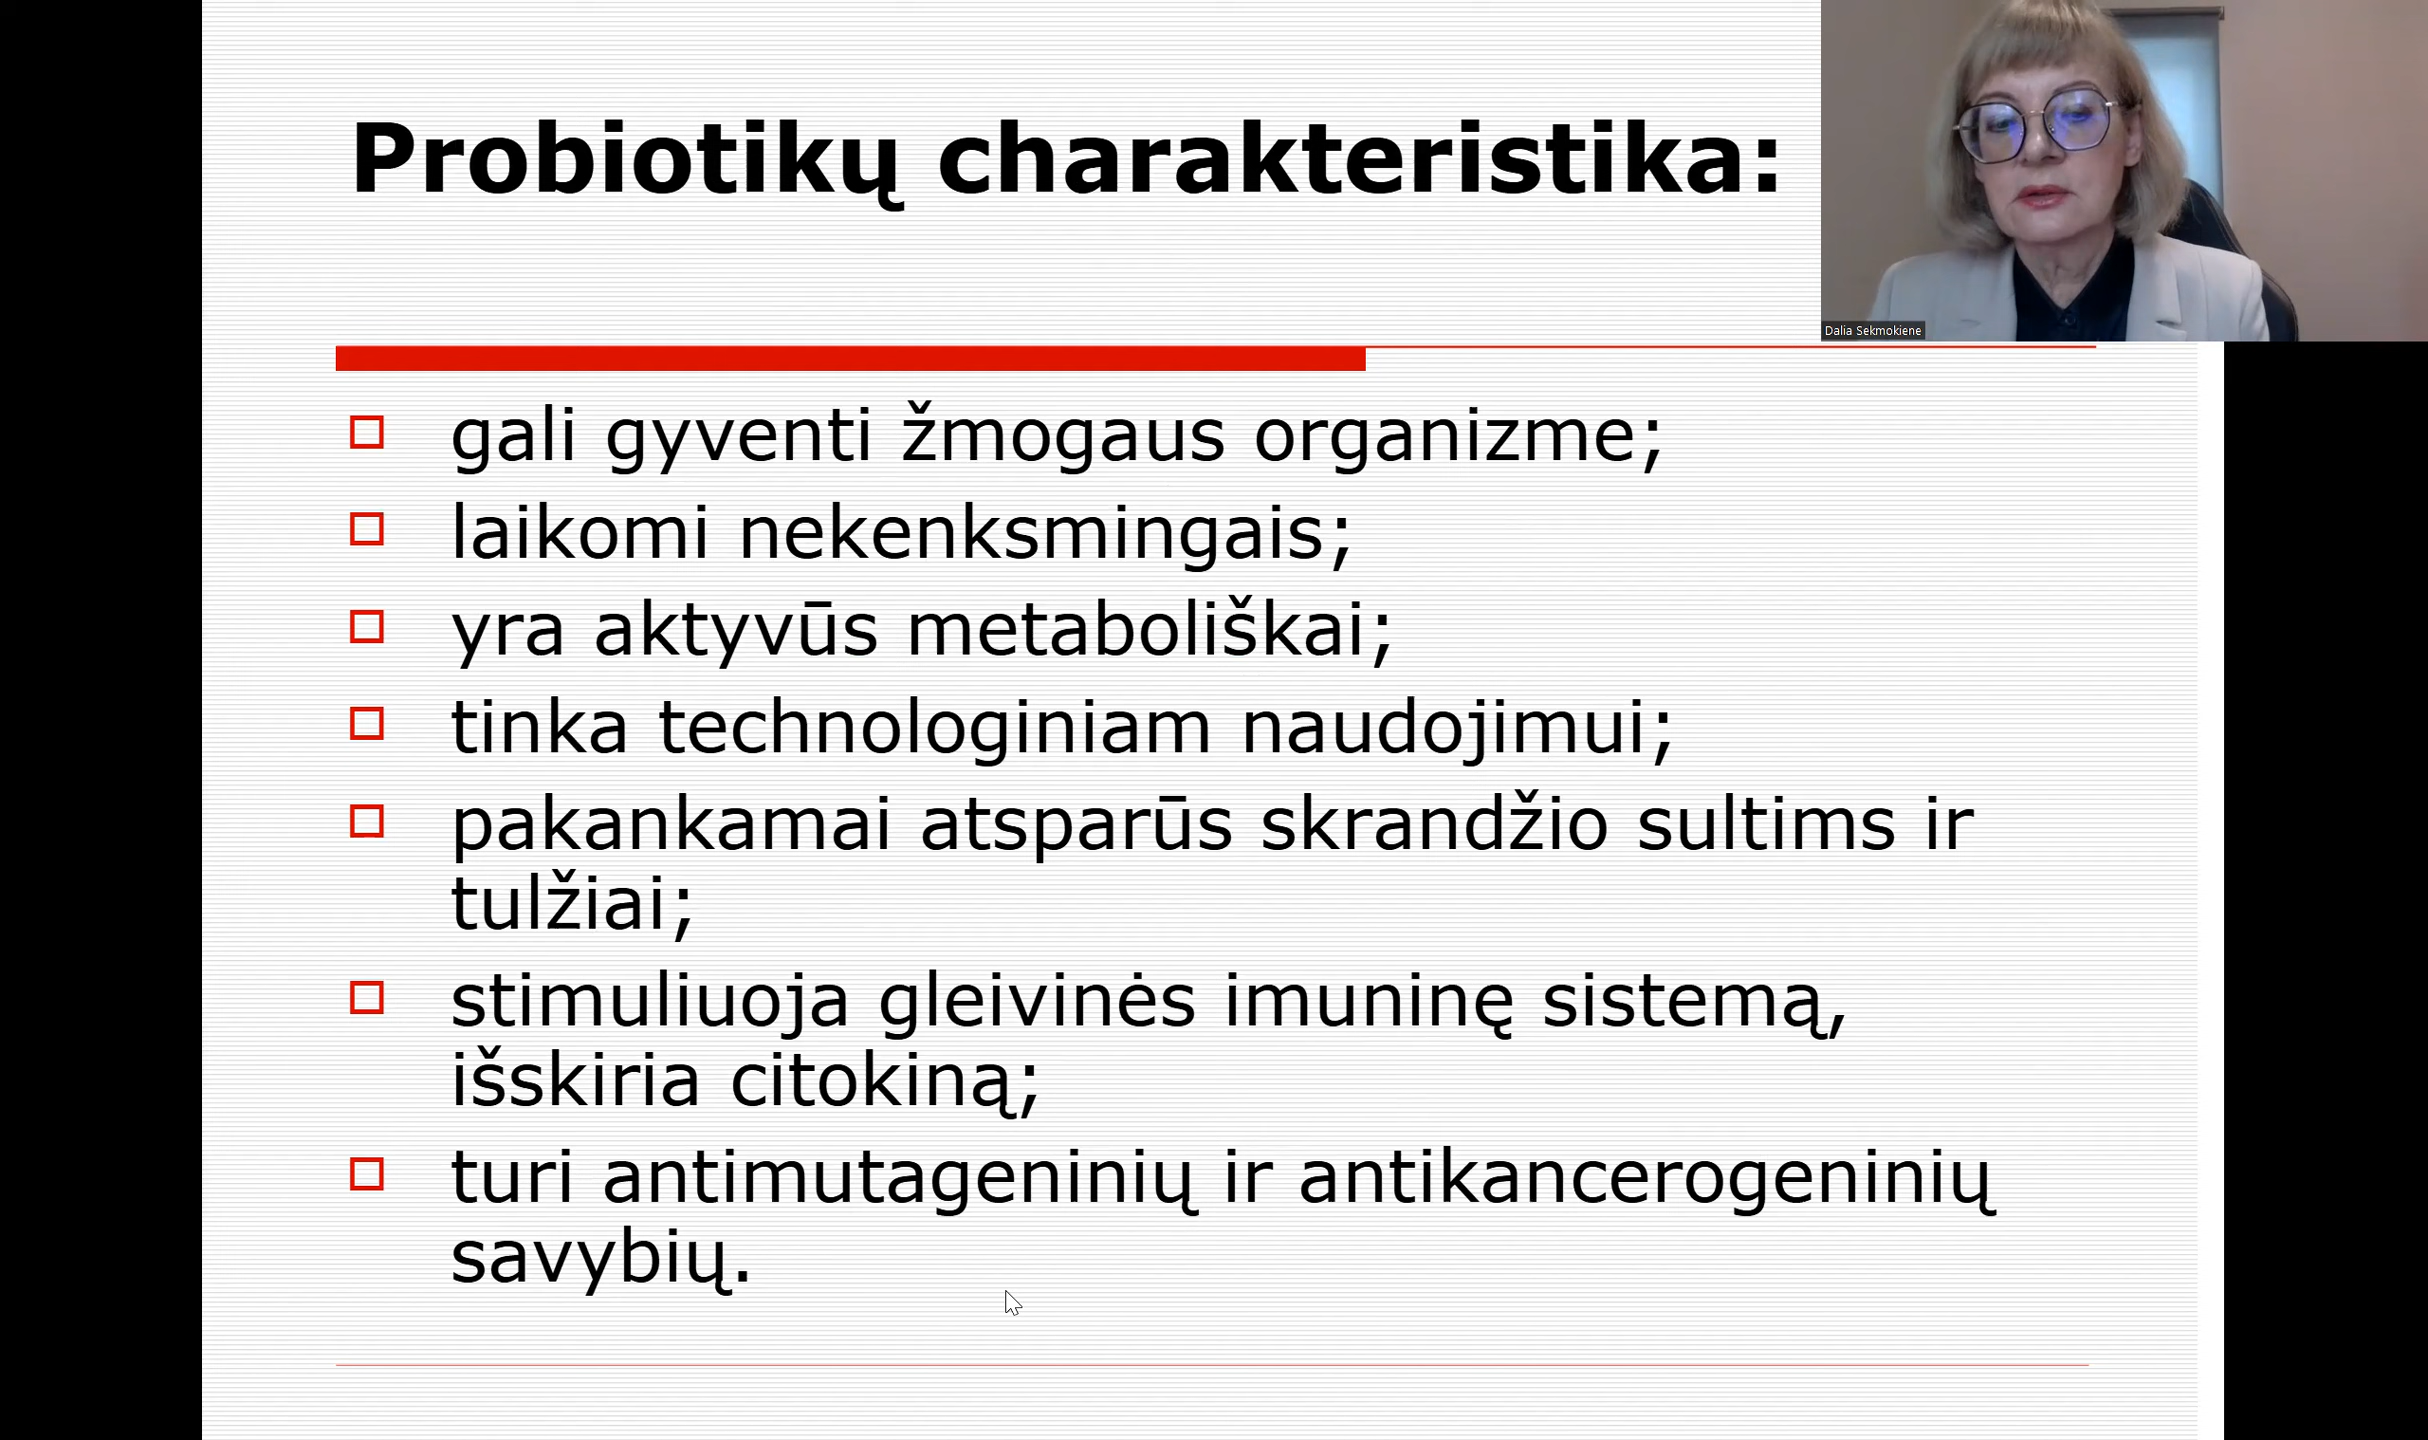 Probiotikų charakteristika:
Dalia Sekmokiene
gali gyventi žmogaus organizme;
laikomi nekenksmingais;
yra aktyvūs metaboliškai;
tinka technologiniam naudojimui;
pakankamai atsparūs skrandžio sultims ir
tulžiai;
stimuliuoja gleivinės imuninę sistemą,
išskiria citokiną;
turi antimutageninių ir antikancerogeninių
savybių.